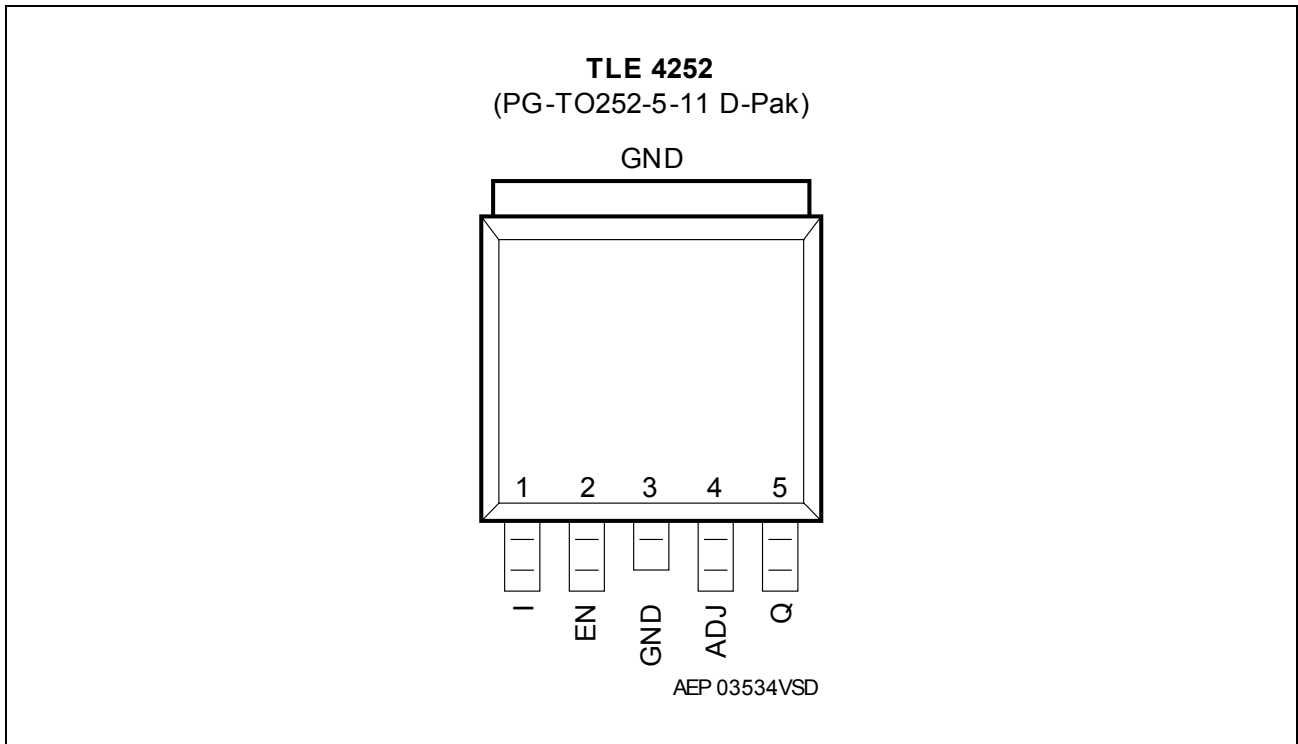 TLE 4252
(PG-TO252-5-11 D-Pak)
GND
1 2 3 4 5
I EN GND ADJ Q
AEP 03534VSD